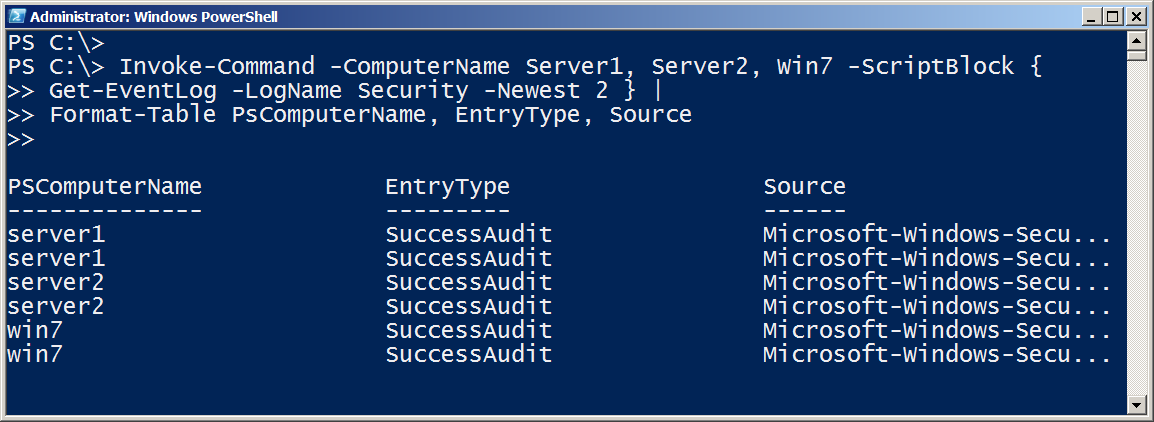 Administrator: Windows PowerShell
PS C:\>
PS C:\> Invoke-Command -ComputerName Server1, Server2, Win7 -ScriptBlock {
>> Get-EventLog -LogName Security -Newest 2 } |
>> Format-Table PsComputerName, EntryType, Source
>>
PSComputerName EntryType Source
-------------- --------- ------
server1 SuccessAudit Microsoft-Windows-Secu...
server1 SuccessAudit Microsoft-Windows-Secu...
server2 SuccessAudit Microsoft-Windows-Secu...
server2 SuccessAudit Microsoft-Windows-Secu...
win7 SuccessAudit Microsoft-Windows-Secu...
win7 SuccessAudit Microsoft-Windows-Secu...